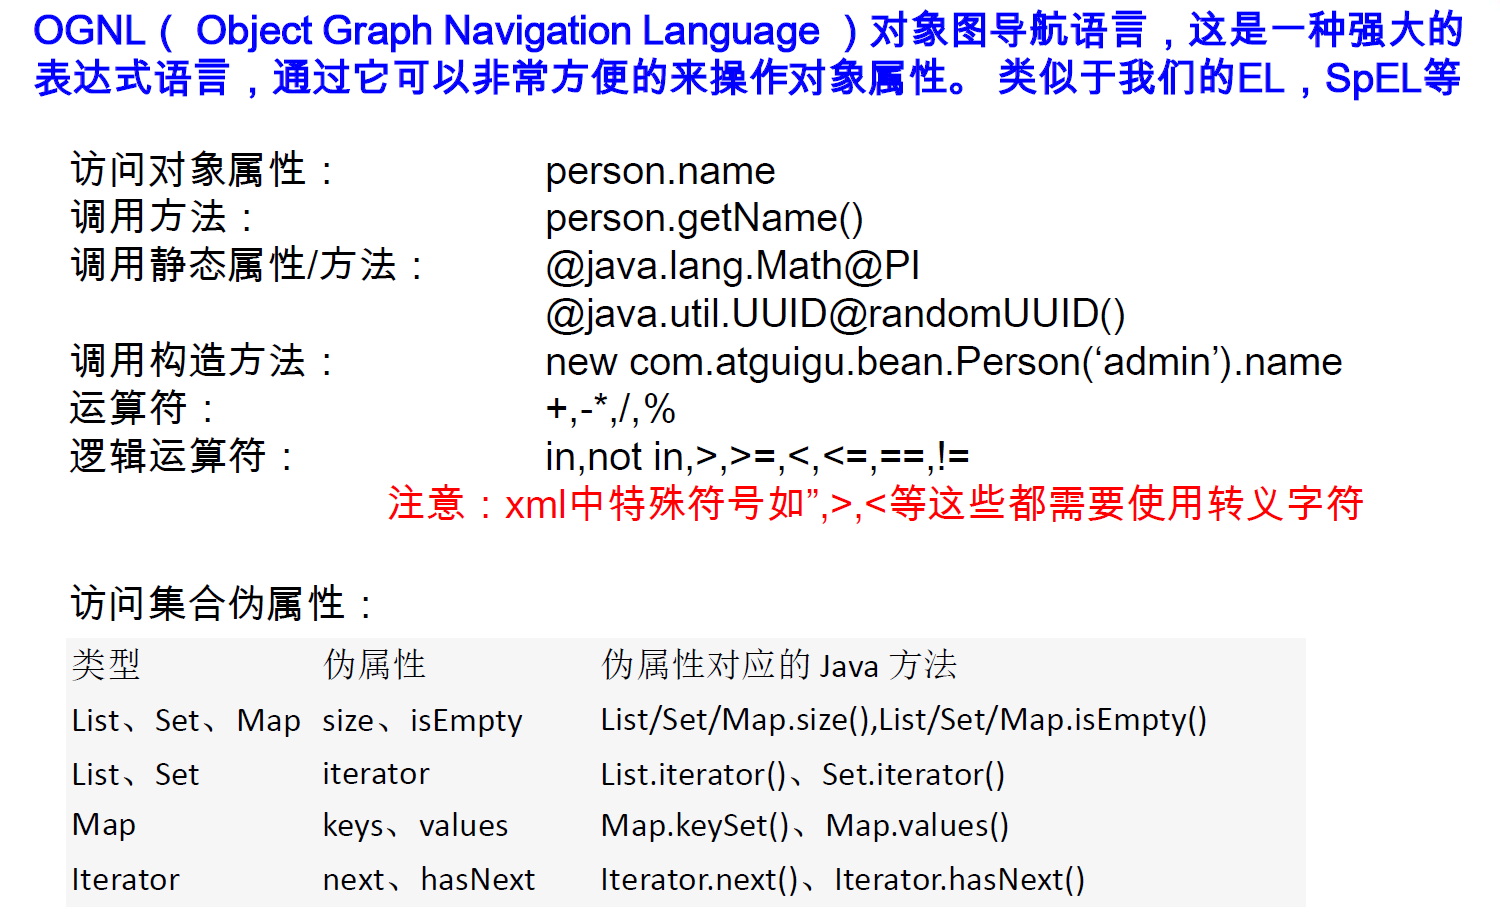 OGNL（ Object Graph Navigation Language ）对象图导航语言，这是一种强大的
表达式语言，通过它可以非常方便的来操作对象属性。 类似于我们的EL，SpEL等
访问对象属性： person.name
调用方法： person.getName()
调用静态属性/方法： @java.lang.Math@PI
@java.util.UUID@randomUUID()
调用构造方法： new com.atguigu.bean.Person(‘admin’).name
运算符： +,-*,/,%
逻辑运算符： in,not in,>,>=,<,<=,==,!=
注意：xml中特殊符号如”,>,<等这些都需要使用转义字符
访问集合伪属性：
类型 伪属性 伪属性对应的 Java 方法
List、Set、Map size、isEmpty List/Set/Map.size(),List/Set/Map.isEmpty()
List、Set iterator List.iterator()、Set.iterator()
Map keys、values Map.keySet()、Map.values()
Iterator next、hasNext Iterator.next()、Iterator.hasNext()